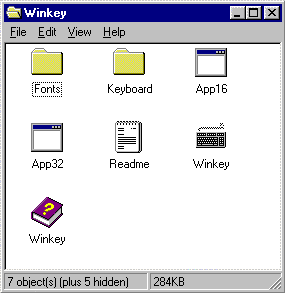 Winkey
File Edit View Help
Fonts Keyboard App16
App32 Readme Winkey
Winkey
7 object(s) (plus 5 hidden) 284KB